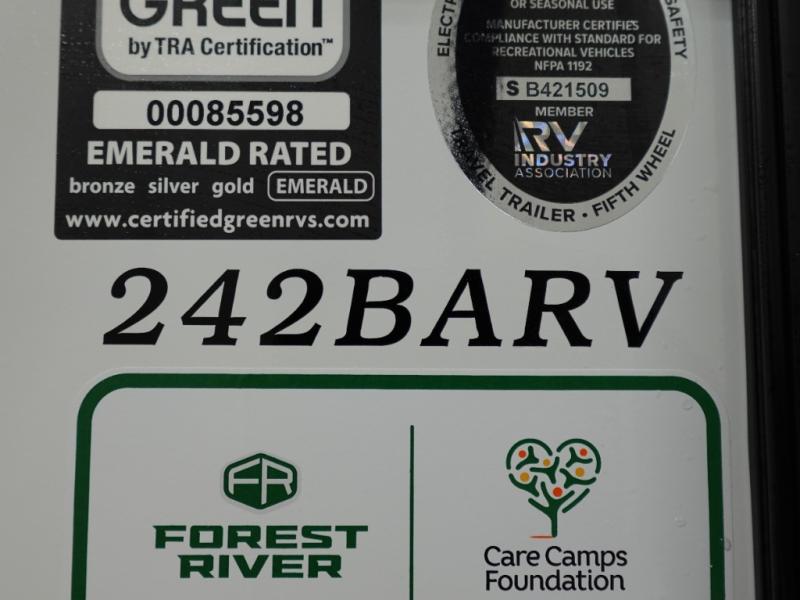 GREEN
by TRA Certification™
00085598
EMERALD RATED
bronze silver gold EMERALD
www.certifiedgreenrvs.com
OR SEASONAL USE
MANUFACTURER CERTIFIES
COMPLIANCE WITH STANDARD FOR
RECREATIONAL VEHICLES
NFPA 1192
S B421509
MEMBER
RV
INDUSTRY
ASSOCIATION
SAFETY
TRAILER • FIFTH WHEEL
242BARV
FR
FOREST
RIVER
Care Camps
Foundation